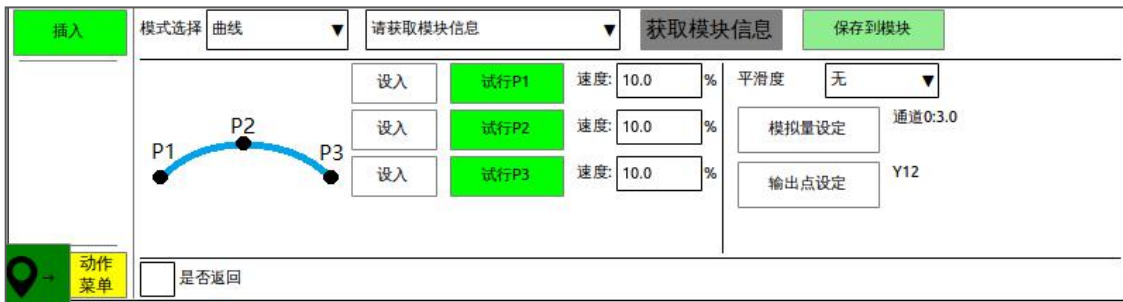 插入 模式选择 曲线 ▼ 请获取模块信息 ▼ 获取模块信息 保存到模块
设入 试行P1 速度: 10.0 % 平滑度 无 ▼
P2 设入 试行P2 速度: 10.0 % 模拟量设定 通道0:3.0
P1 P3 设入 试行P3 速度: 10.0 % 输出点设定 Y12
→ 动作
菜单 是否返回